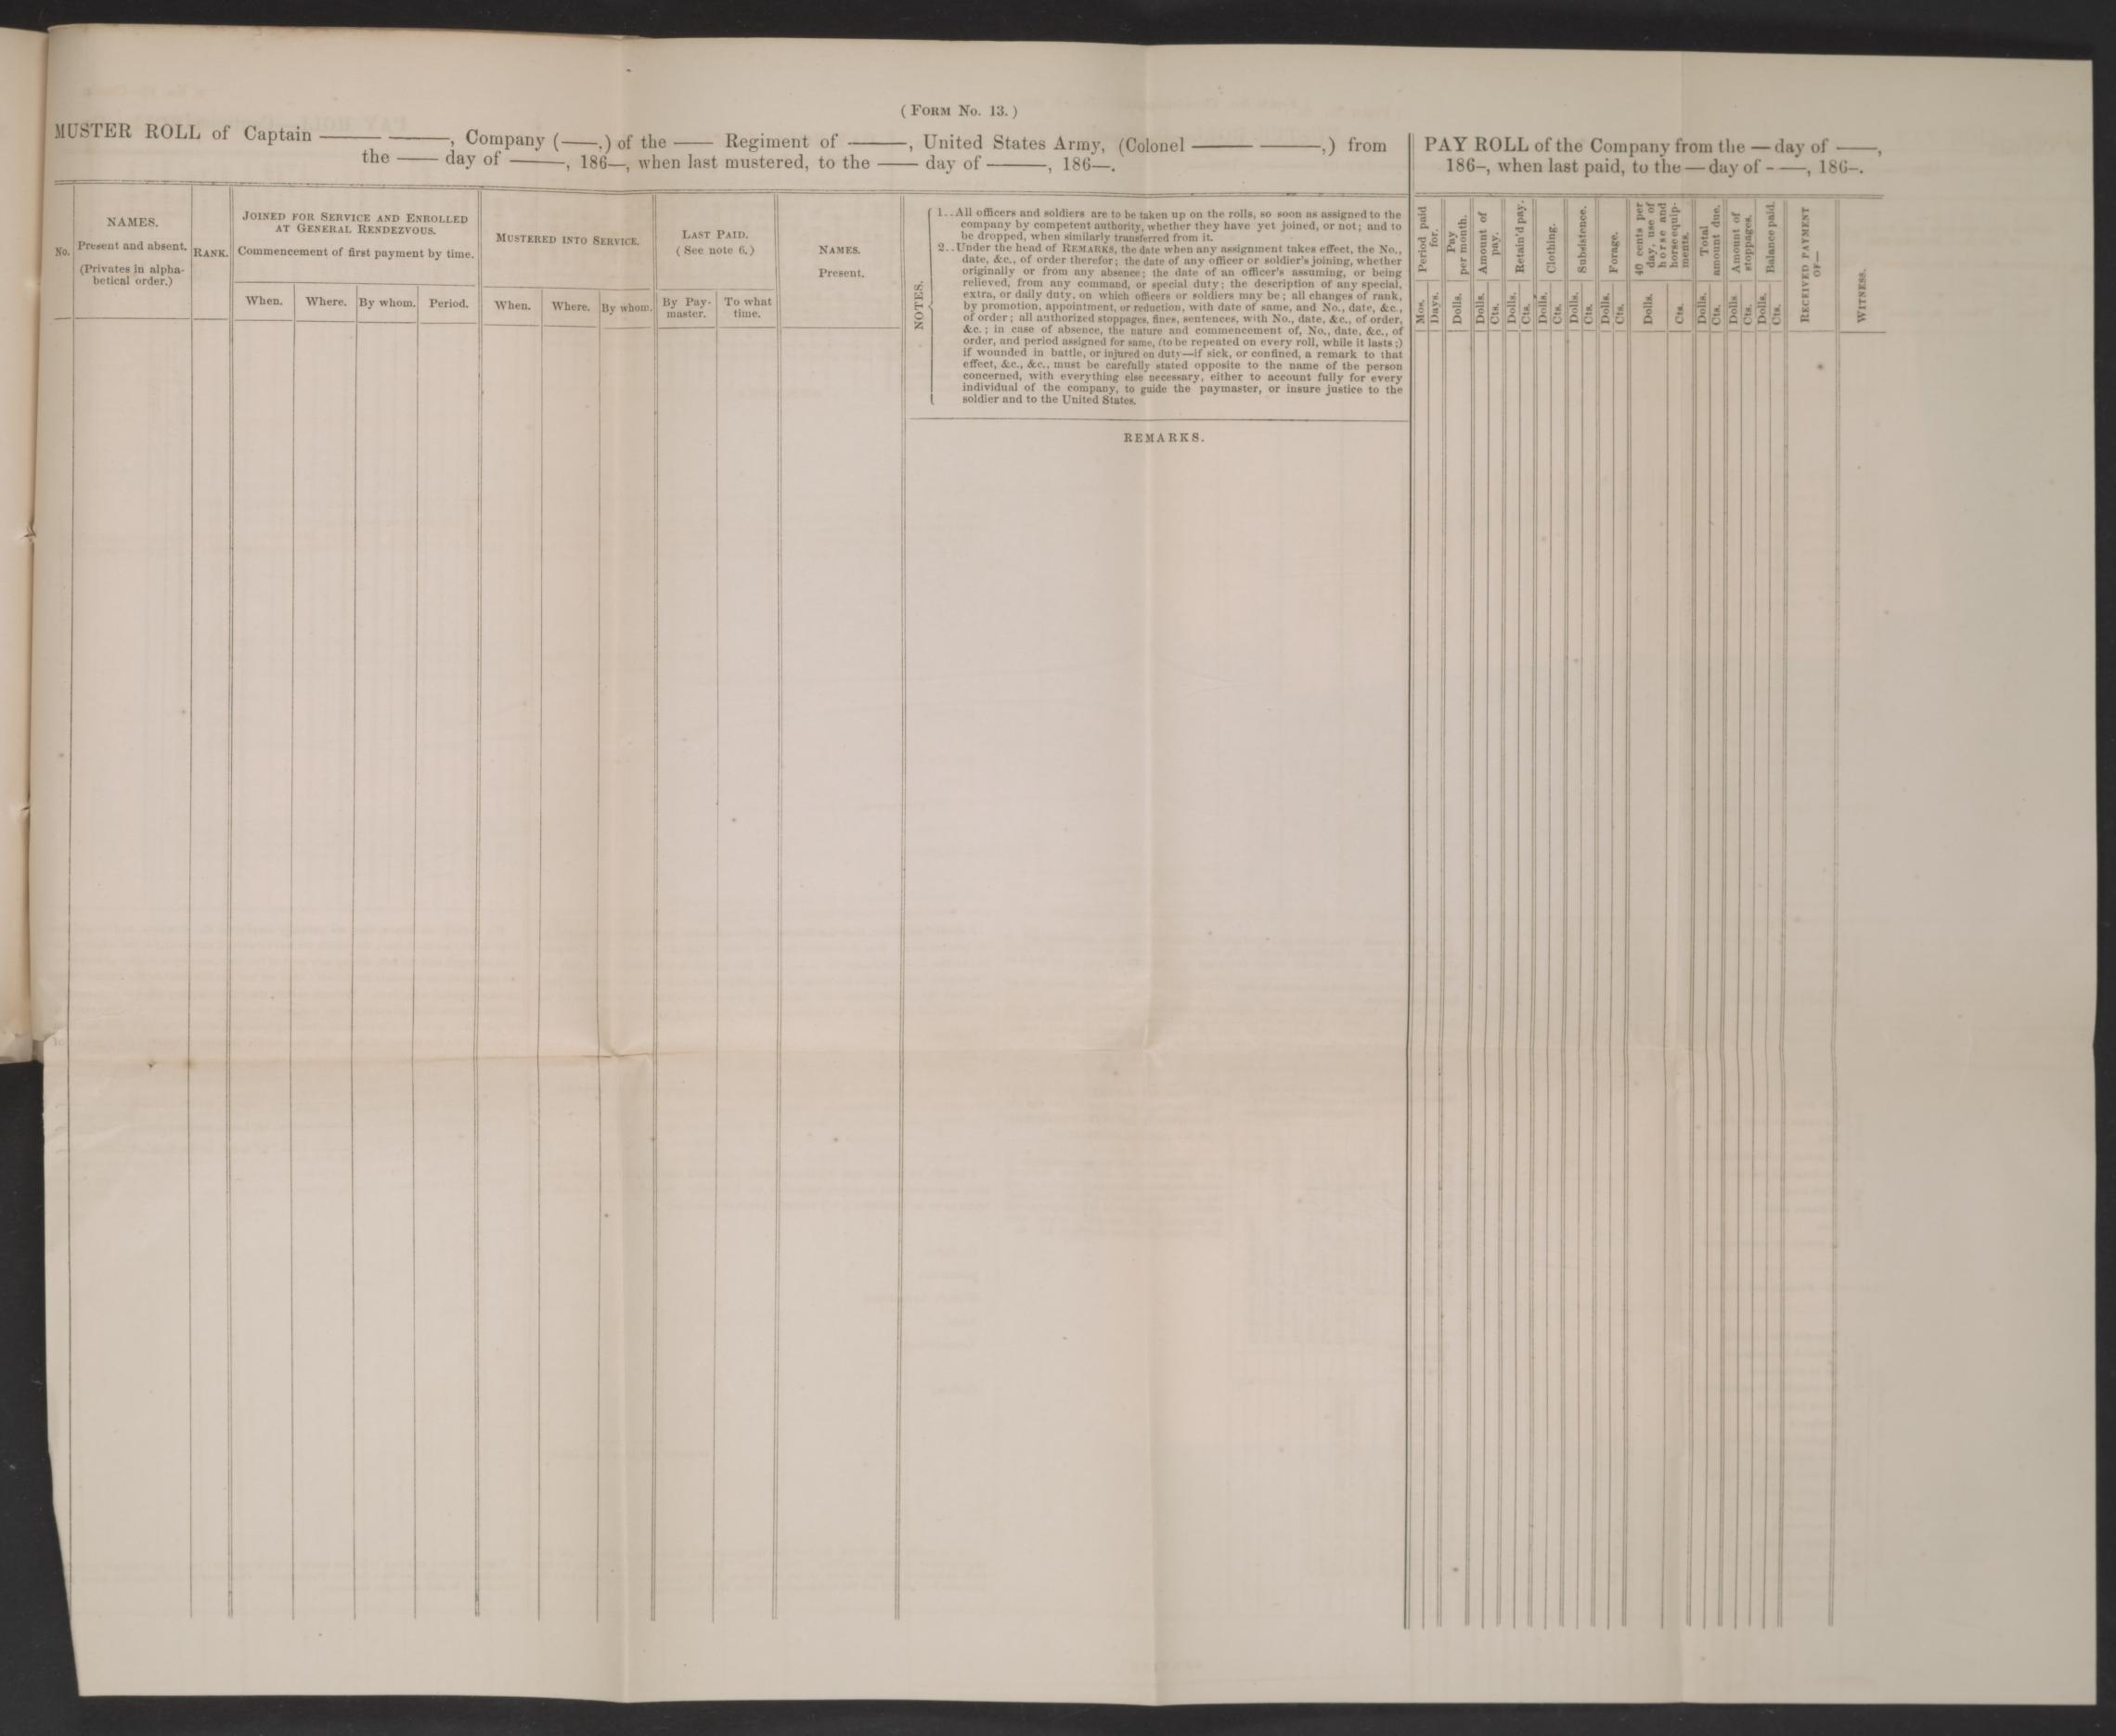 ( Form No. 13. )
MUSTER ROLL of Captain ——— ———, Company (——.) of the —— Regiment of ———, United States Army, (Colonel ——— ———,) from
the —— day of ———, 186—, when last mustered, to the —— day of ———, 186—.
PAY ROLL of the Company from the — day of ——,
186–, when last paid, to the — day of - ——, 186–.
No.
NAMES.
Present and absent.
(Privates in alpha-
betical order.)
RANK.
Joined for Service and Enrolled
at General Rendezvous.
Commencement of first payment by time.
When.
Where.
By whom.
Period.
Mustered into Service.
When.
Where.
By whom.
Last Paid.
( See note 6. )
By Pay-
master.
To what
time.
Names.
Present.
NOTES.
1..All officers and soldiers are to be taken up on the rolls, so soon as assigned to the
company by competent authority, whether they have yet joined, or not; and to
be dropped, when similarly transferred from it.
2..Under the head of Remarks, the date when any assignment takes effect, the No.,
date, &c., of order therefor; the date of any officer or soldier's joining, whether
originally or from any absence; the date of an officer's assuming, or being
relieved, from any command, or special duty; the description of any special,
extra, or daily duty, on which officers or soldiers may be; all changes of rank,
by promotion, appointment, or reduction, with date of same, and No., date, &c.,
of order; all authorized stoppages, fines, sentences, with No., date, &c., of order,
&c.; in case of absence, the nature and commencement of, No., date, &c., of
order, and period assigned for same, (to be repeated on every roll, while it lasts;)
if wounded in battle, or injured on duty—if sick, or confined, a remark to that
effect, &c., &c., must be carefully stated opposite to the name of the person
concerned, with everything else necessary, either to account fully for every
individual of the company, to guide the paymaster, or insure justice to the
soldier and to the United States.
REMARKS.
Period paid
for.
Mos.
Days.
Pay
per month.
Dolls.
Amount of
pay.
Dolls.
Cts.
Retain'd pay.
Dolls.
Cts.
Clothing.
Dolls.
Cts.
Subsistence.
Dolls.
Cts.
Forage.
Dolls.
Cts.
40 cents per
day, use of
horse and
horse equip-
ments.
Dolls.
Cts.
Total
amount due.
Dolls.
Cts.
Amount of
stoppages.
Dolls.
Cts.
Balance paid.
Dolls.
Cts.
Received payment
of—
Witness.